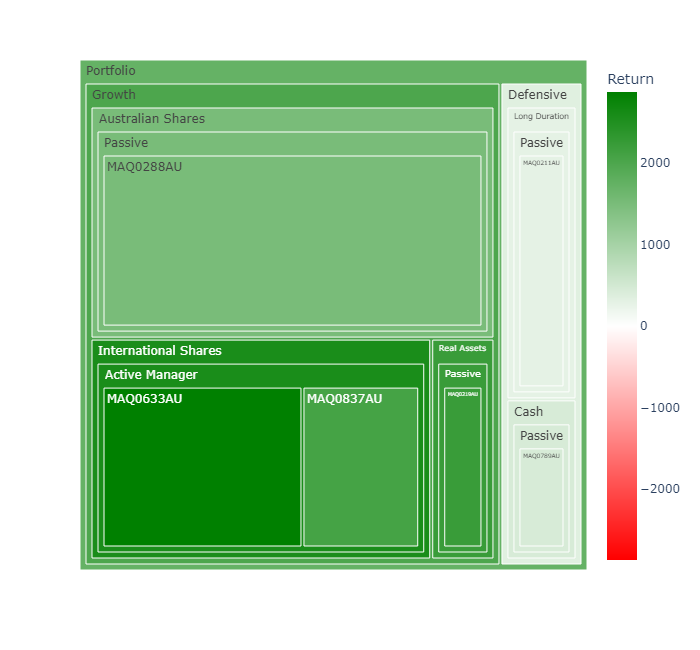 Portfolio
Growth
Australian Shares
Passive
MAQ0288AU
International Shares
Active Manager
MAQ0633AU
MAQ0837AU
Real Assets
Passive
MAQ0219AU
Defensive
Long Duration
Passive
MAQ0211AU
Cash
Passive
MAQ0789AU
Return
2000
1000
0
−1000
−2000